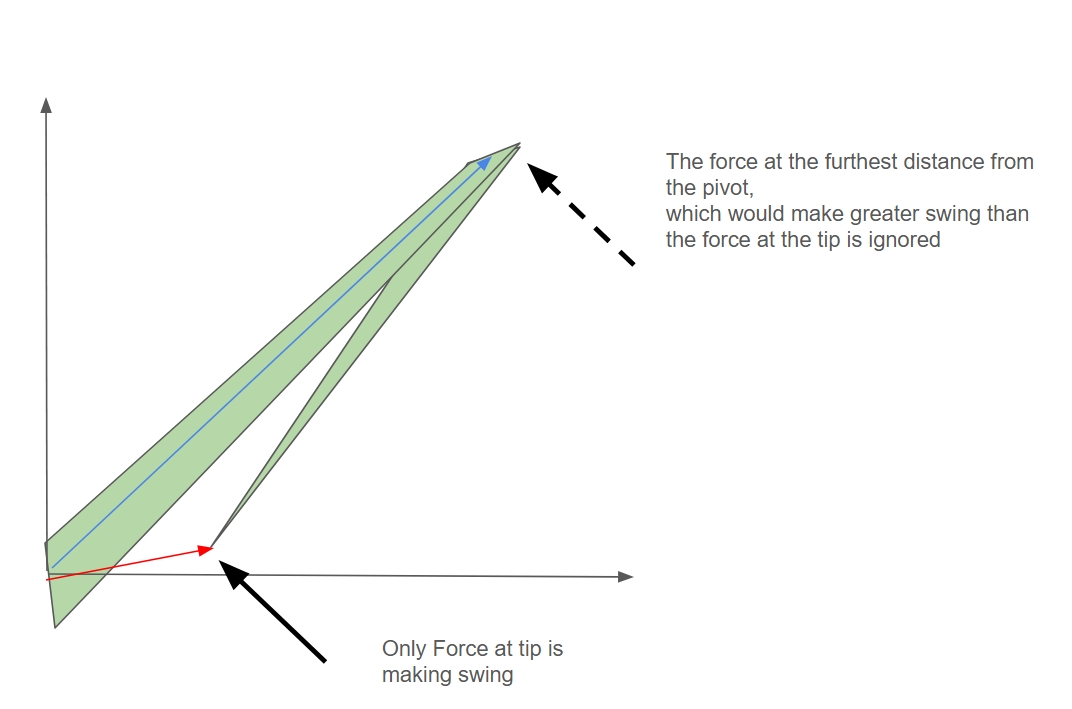 The force at the furthest distance from
the pivot,
which would make greater swing than
the force at the tip is ignored
Only Force at tip is
making swing